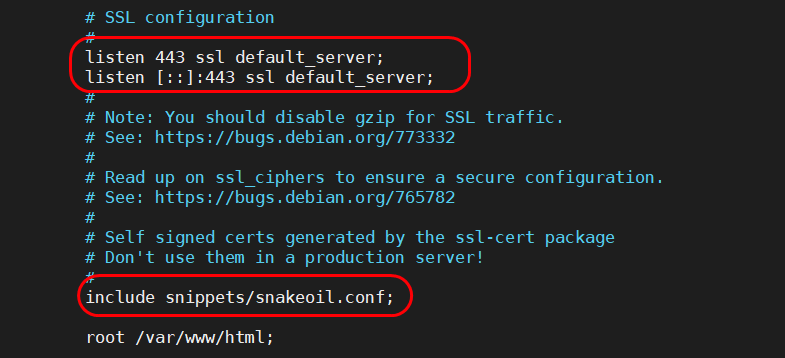 # SSL configuration
#
listen 443 ssl default_server;
listen [::]:443 ssl default_server;
#
# Note: You should disable gzip for SSL traffic.
# See: https://bugs.debian.org/773332
#
# Read up on ssl_ciphers to ensure a secure configuration.
# See: https://bugs.debian.org/765782
#
# Self signed certs generated by the ssl-cert package
# Don't use them in a production server!
#
include snippets/snakeoil.conf;
root /var/www/html;